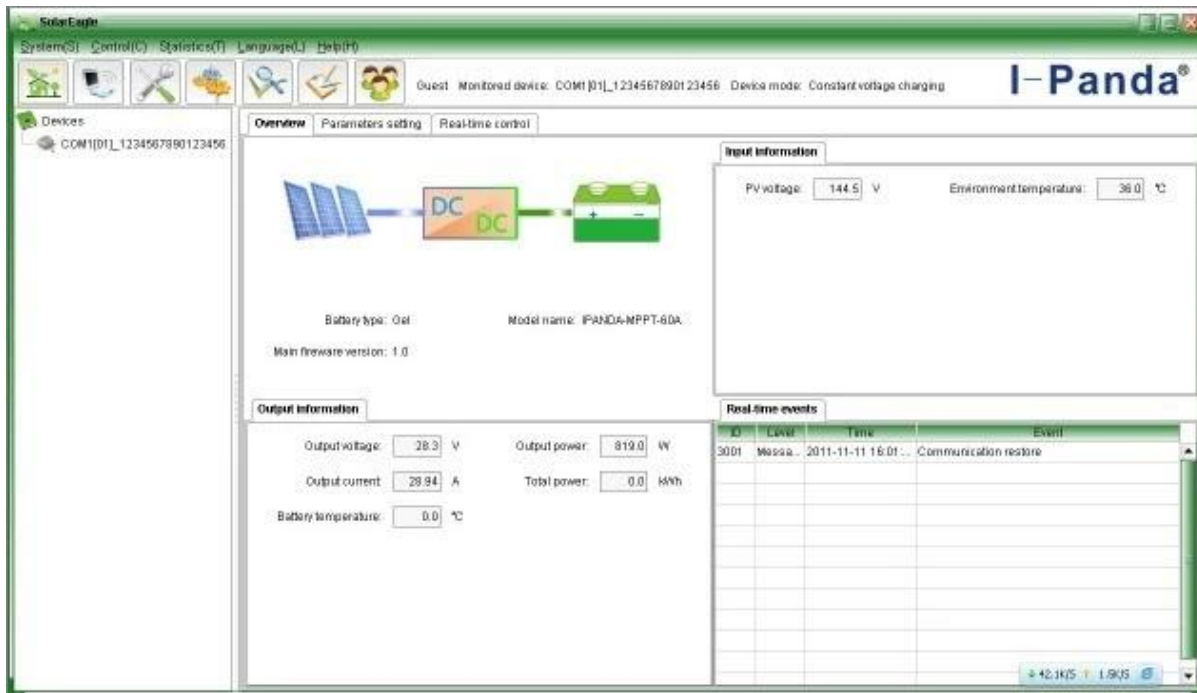 SolarEagle
System(S) Control(C) Statistics(T) Language(L) Help(H)
Guest Monitored device: COM1[01]_1234567890123456 Device mode: Constant voltage charging
I-Panda®
Devices
COM1[01]_1234567890123456
Overview Parameters setting Real-time control
DC
DC
+ −
Battery type: Gel Model name: IPANDA-MPPT-60A
Main fireware version: 1.0
Input information
PV voltage: 144.5 V Environment temperature: 36.0 ℃
Output information
Output voltage: 28.3 V Output power: 819.0 W
Output current: 28.94 A Total power: 0.0 kWh
Battery temperature: 0.0 ℃
Real-time events
ID Level Time Event
3001 Messa... 2011-11-11 16:01:... Communication restore
42.1K/S 1.5K/S